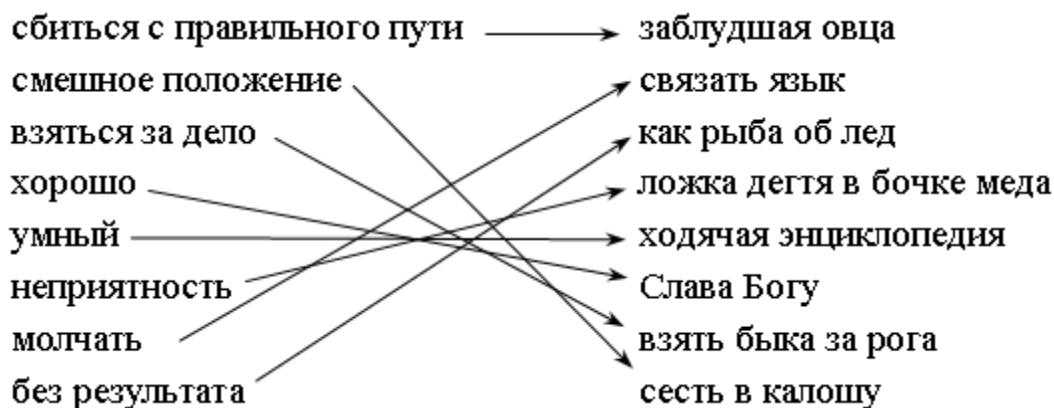 сбиться с правильного пути заблудшая овца
смешное положение связать язык
взяться за дело как рыба об лед
хорошо ложка дегтя в бочке меда
умный ходячая энциклопедия
неприятность Слава Богу
молчать взять быка за рога
без результата сесть в калошу